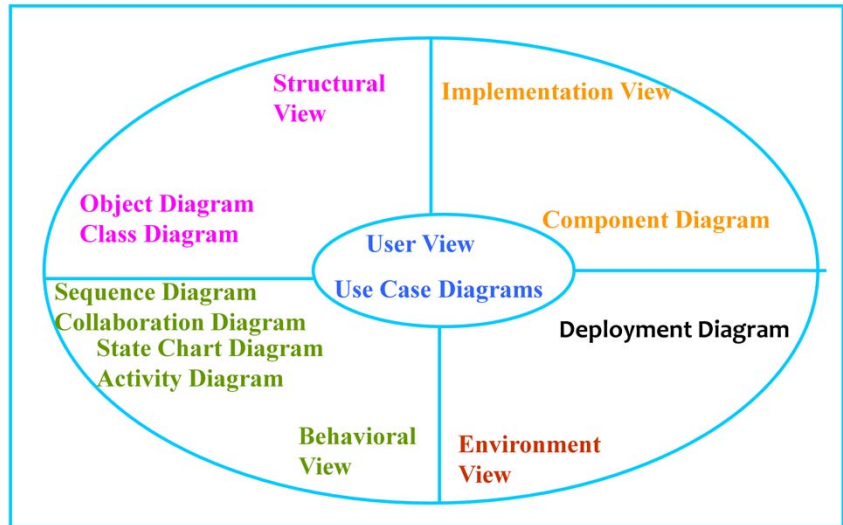 Structural
View
Implementation View
Object Diagram
Class Diagram
Component Diagram
User View
Use Case Diagrams
Sequence Diagram
Collaboration Diagram
State Chart Diagram
Activity Diagram
Deployment Diagram
Behavioral
View
Environment
View